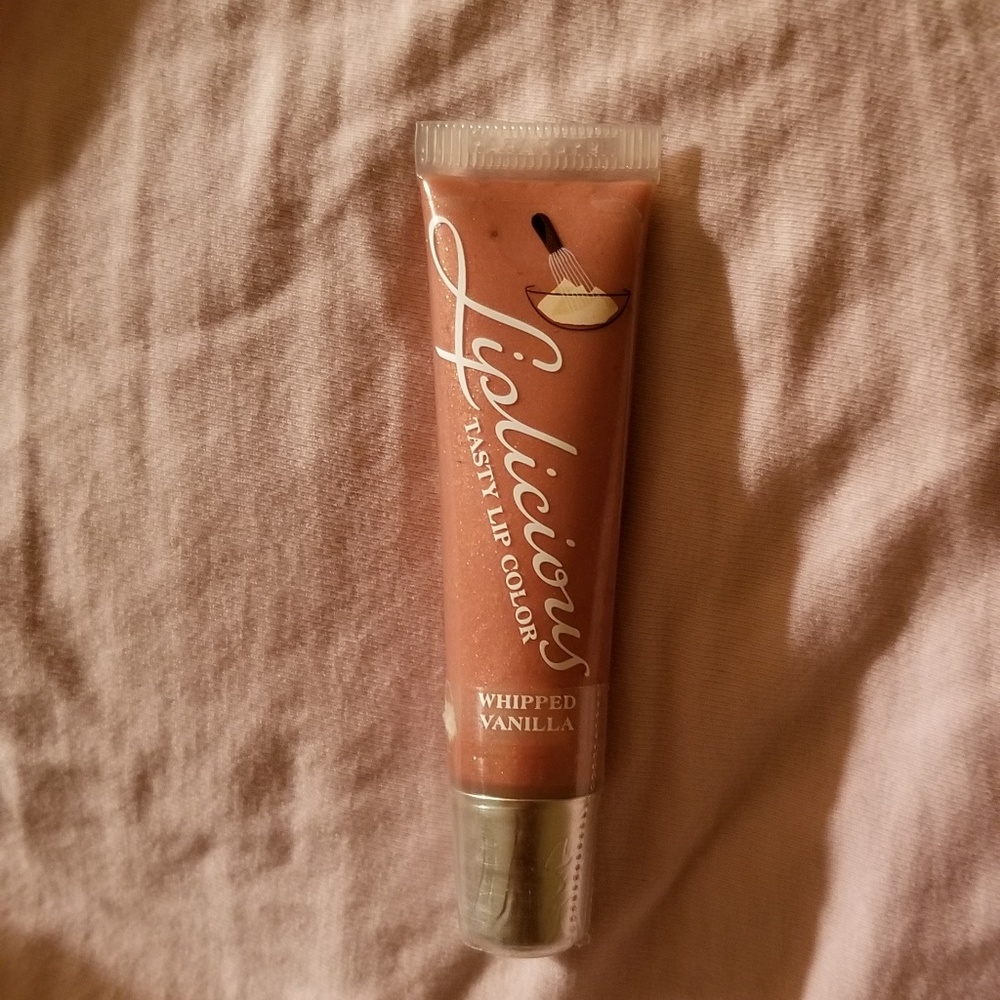 Liplicious
TASTY LIP COLOR
WHIPPED
VANILLA